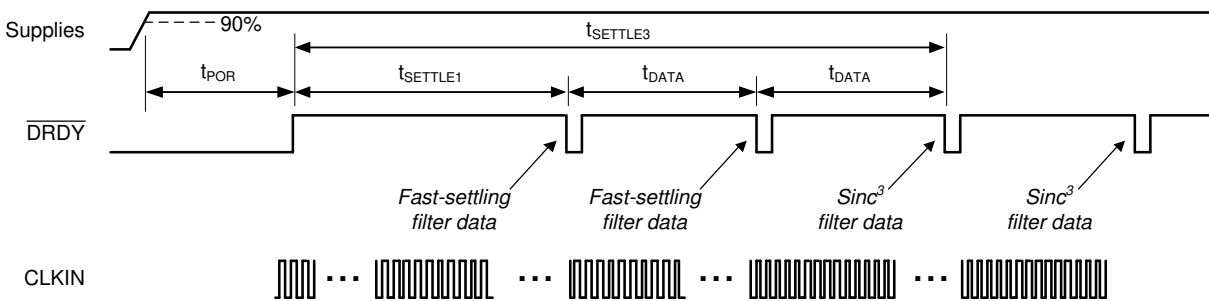 Supplies
90%
tSETTLE3
tPOR
tSETTLE1
tDATA
tDATA
DRDY
Fast-settling
filter data
Fast-settling
filter data
Sinc³
filter data
Sinc³
filter data
CLKIN